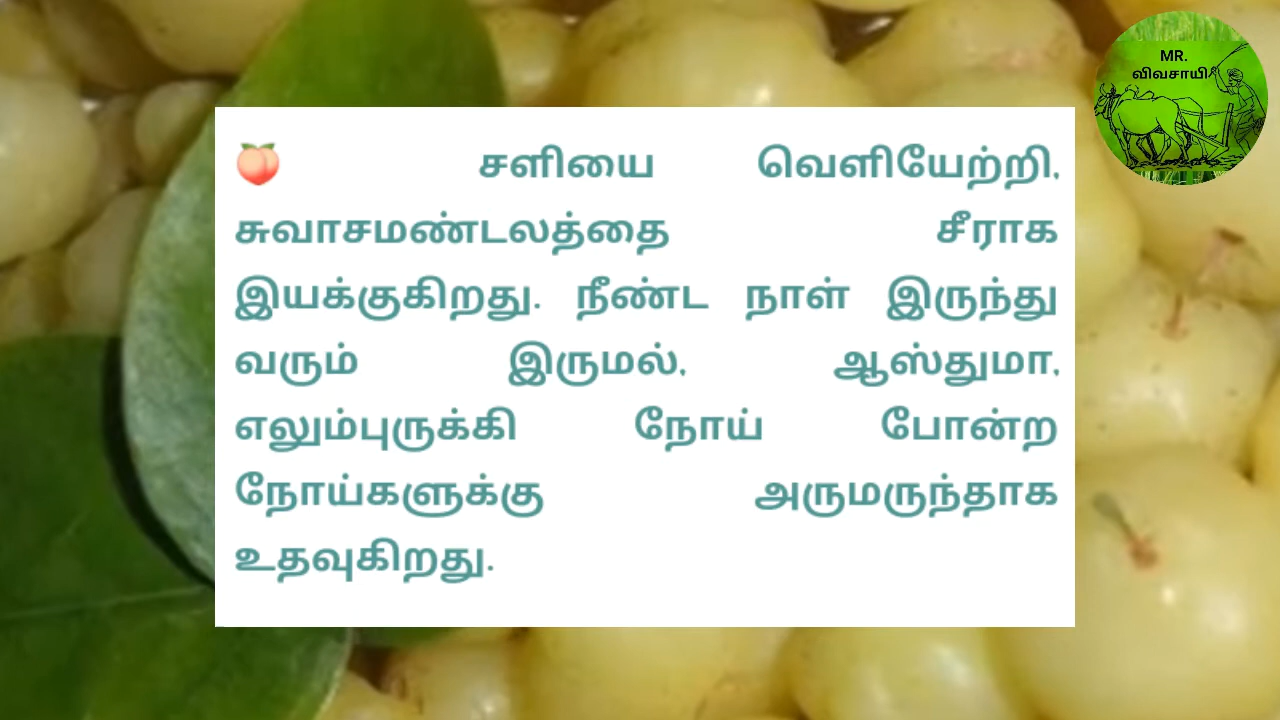 MR.
விவசாயி
🍑 சளியை வெளியேற்றி,
சுவாசமண்டலத்தை சீராக
இயக்குகிறது. நீண்ட நாள் இருந்து
வரும் இருமல், ஆஸ்துமா,
எலும்புருக்கி நோய் போன்ற
நோய்களுக்கு அருமருந்தாக
உதவுகிறது.